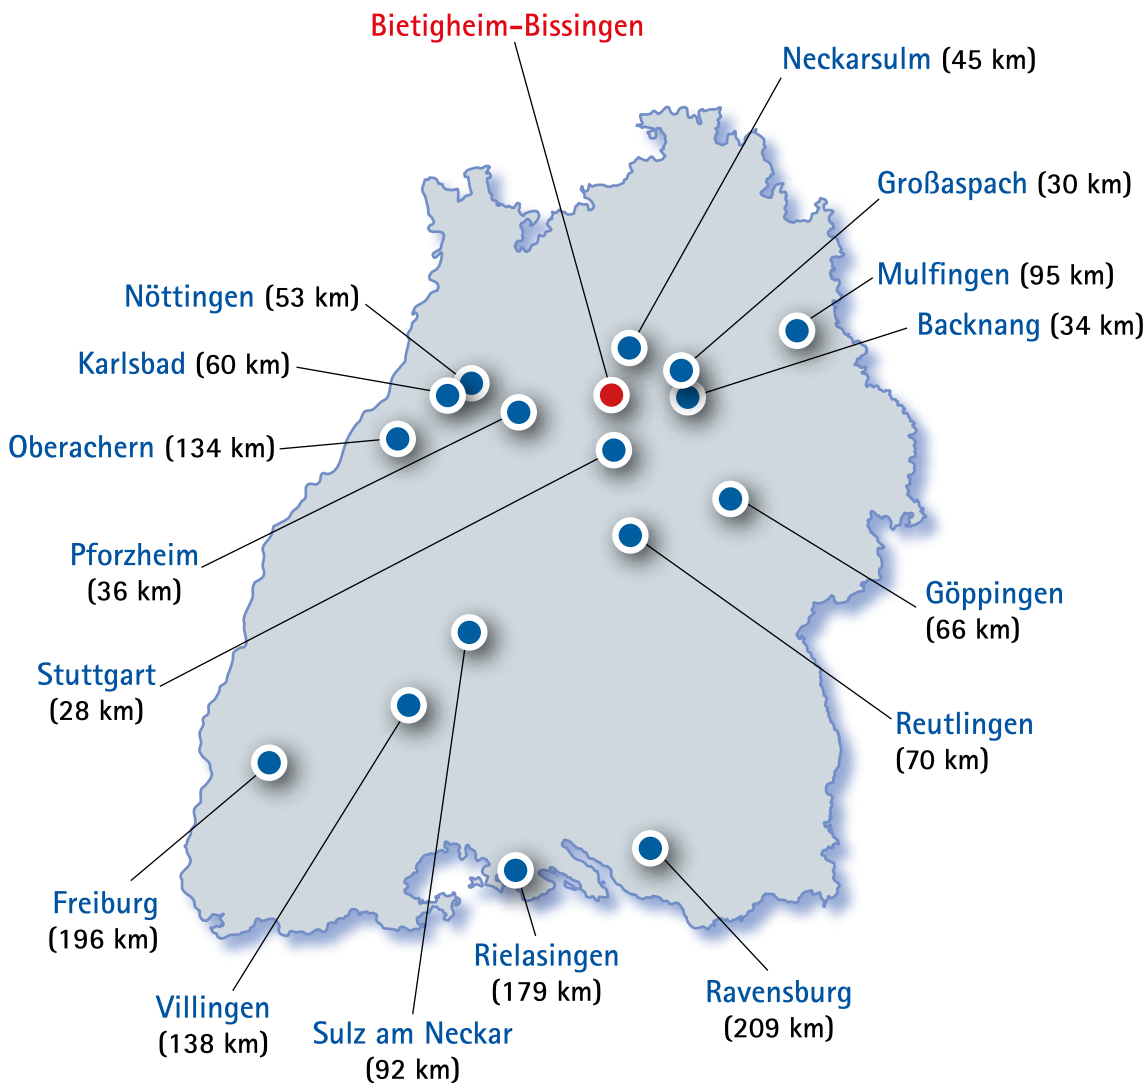 Bietigheim-Bissingen
Neckarsulm (45 km)
Großaspach (30 km)
Mulfingen (95 km)
Nöttingen (53 km)
Backnang (34 km)
Karlsbad (60 km)
Oberachern (134 km)
Pforzheim
(36 km)
Göppingen
(66 km)
Stuttgart
(28 km)
Reutlingen
(70 km)
Freiburg
(196 km)
Rielasingen
(179 km)
Ravensburg
(209 km)
Villingen
(138 km)
Sulz am Neckar
(92 km)